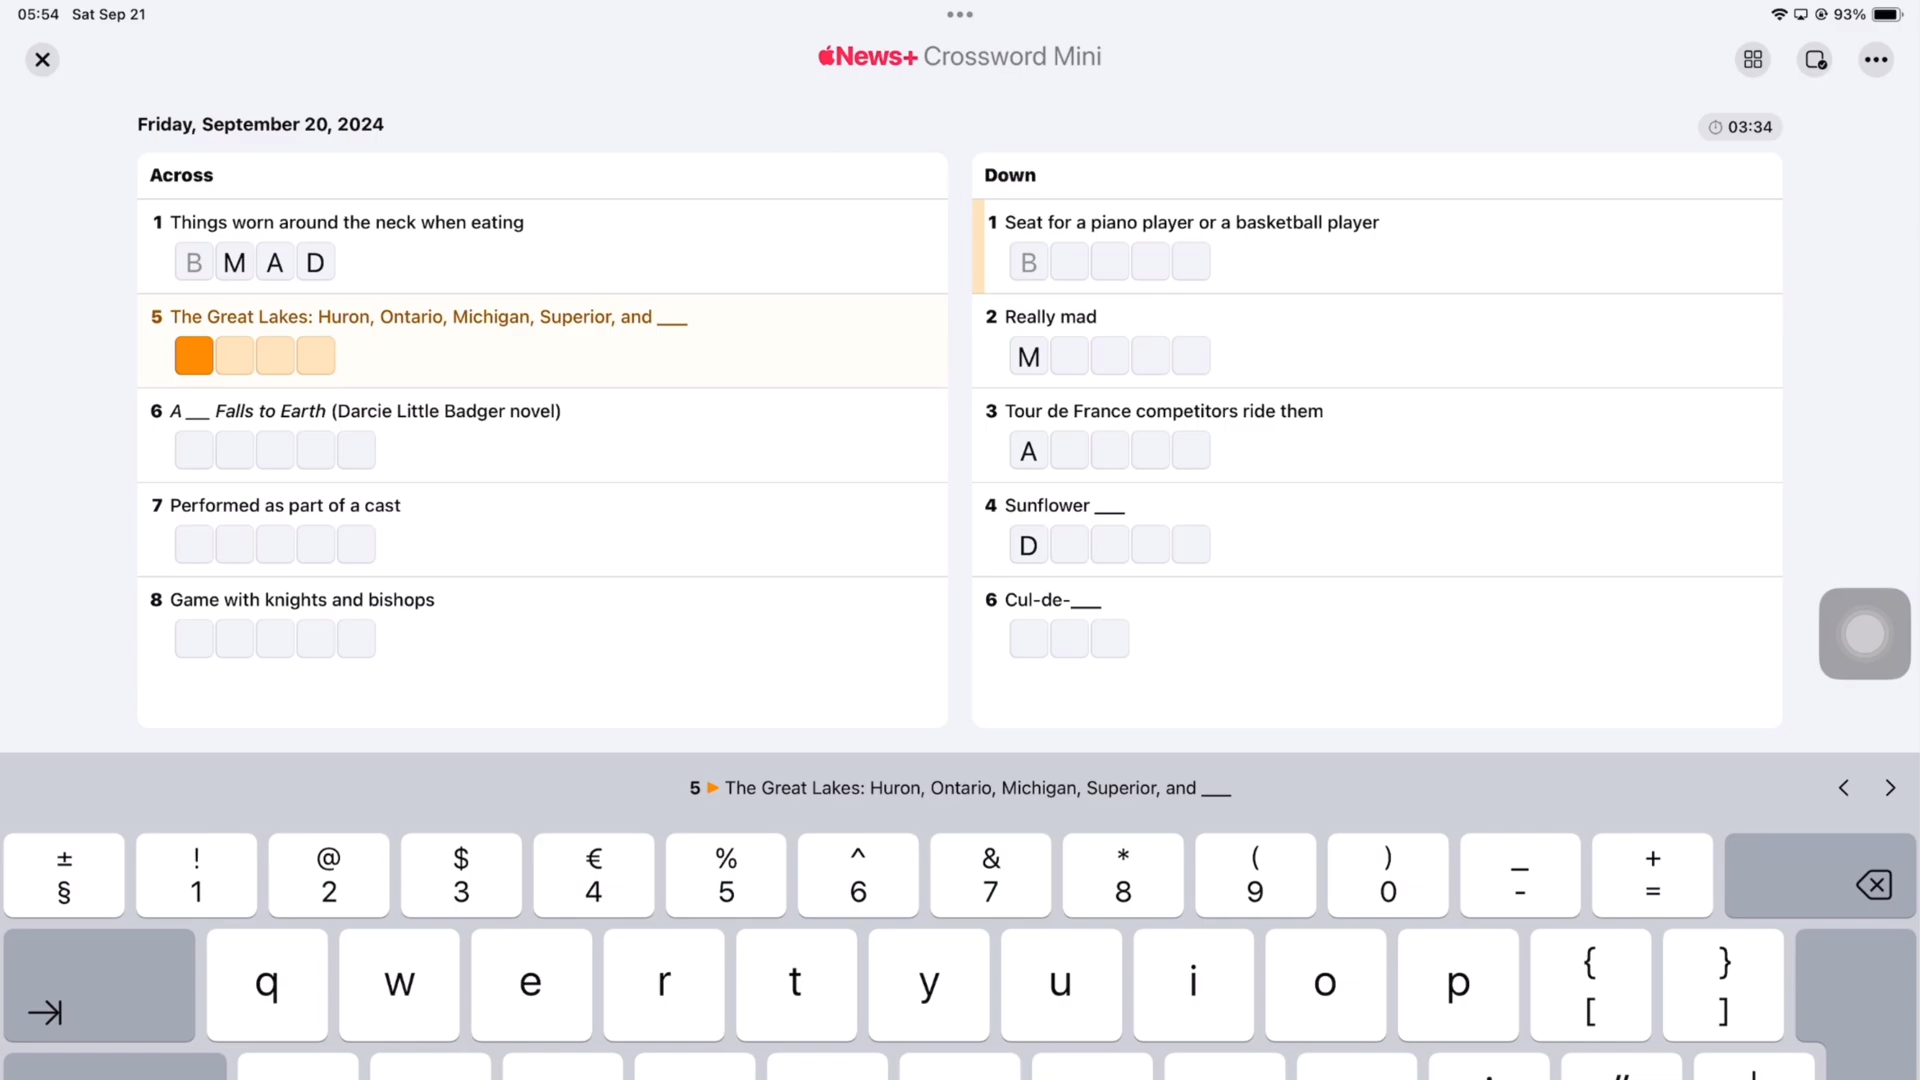 05:54 Sat Sep 21
93%
News+ Crossword Mini
Friday, September 20, 2024
03:34
Across
1 Things worn around the neck when eating
B M A D
5 The Great Lakes: Huron, Ontario, Michigan, Superior, and ___
6 A ___ Falls to Earth (Darcie Little Badger novel)
7 Performed as part of a cast
8 Game with knights and bishops
Down
1 Seat for a piano player or a basketball player
B
2 Really mad
M
3 Tour de France competitors ride them
A
4 Sunflower ___
D
6 Cul-de-___
5 ▶ The Great Lakes: Huron, Ontario, Michigan, Superior, and ___
± ! @ $ € % ^ & * ( ) _ +
§ 1 2 3 4 5 6 7 8 9 0 - =
q w e r t y u i o p { }
[ ]